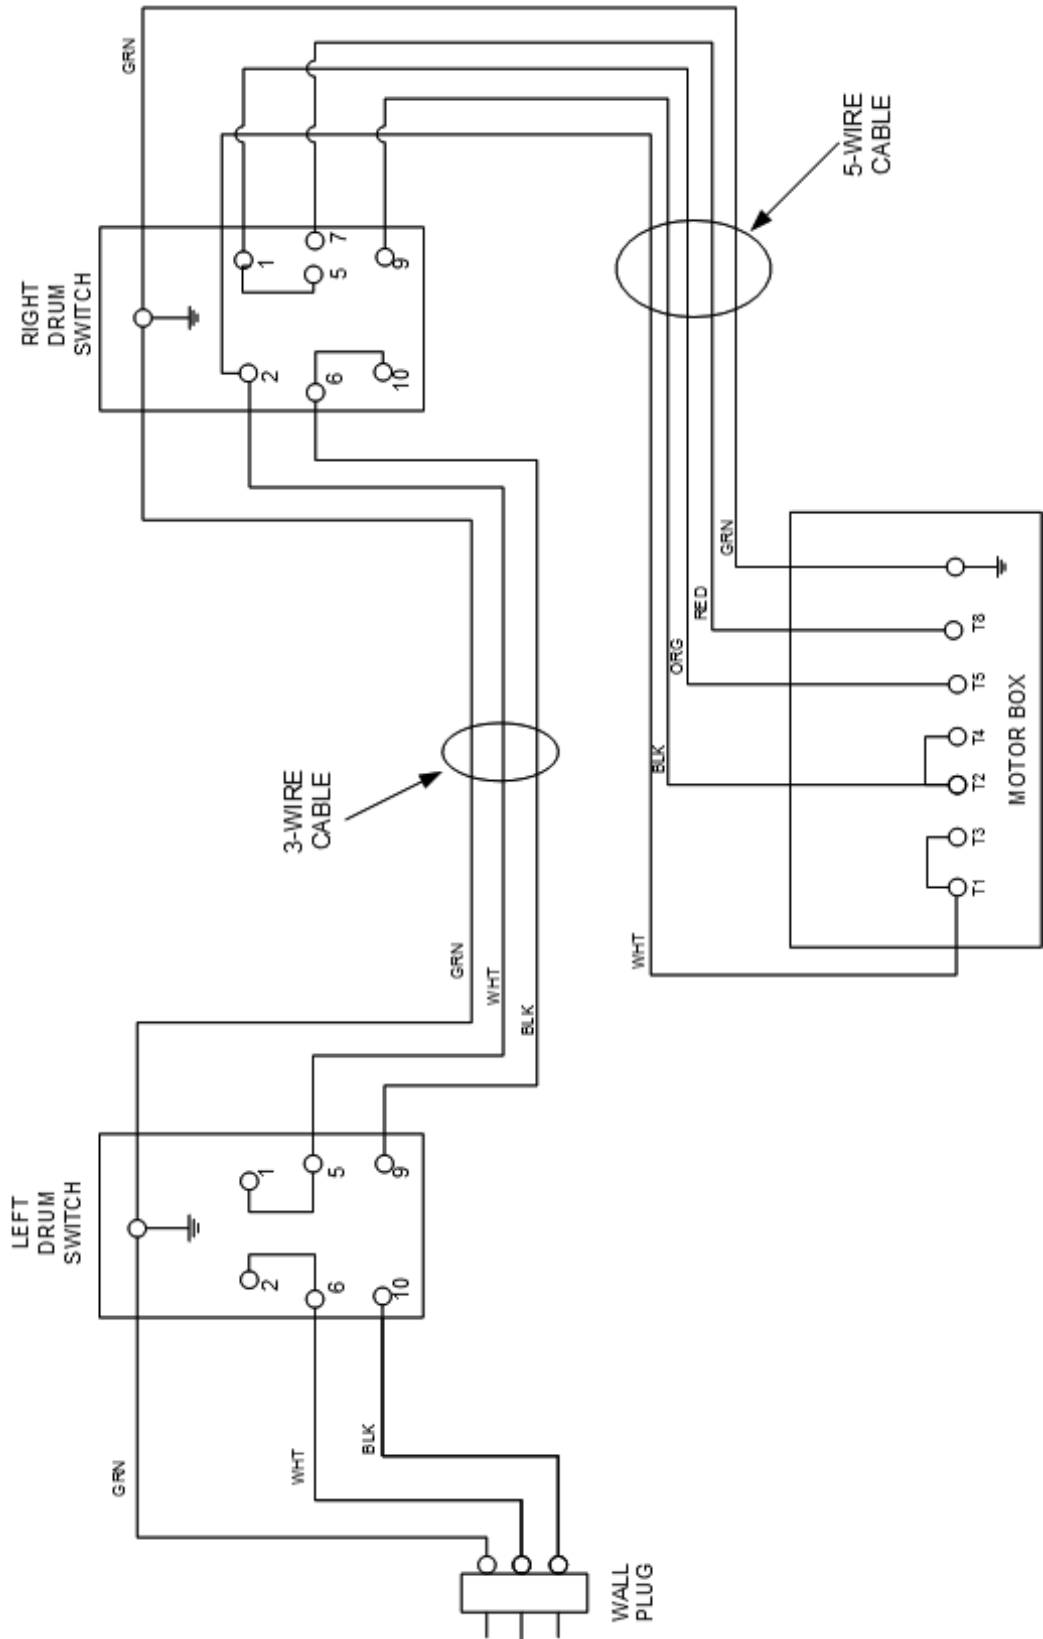 RIGHT
DRUM
SWITCH
GRN
1
2
5
7
6
9
10
5-WIRE
CABLE
3-WIRE
CABLE
GRN
WHT
BLK
WHT
BLK
ORG
RED
GRN
T1
T3
T2
T4
T5
T8
MOTOR BOX
LEFT
DRUM
SWITCH
1
2
5
6
9
10
GRN
WHT
BLK
WALL
PLUG